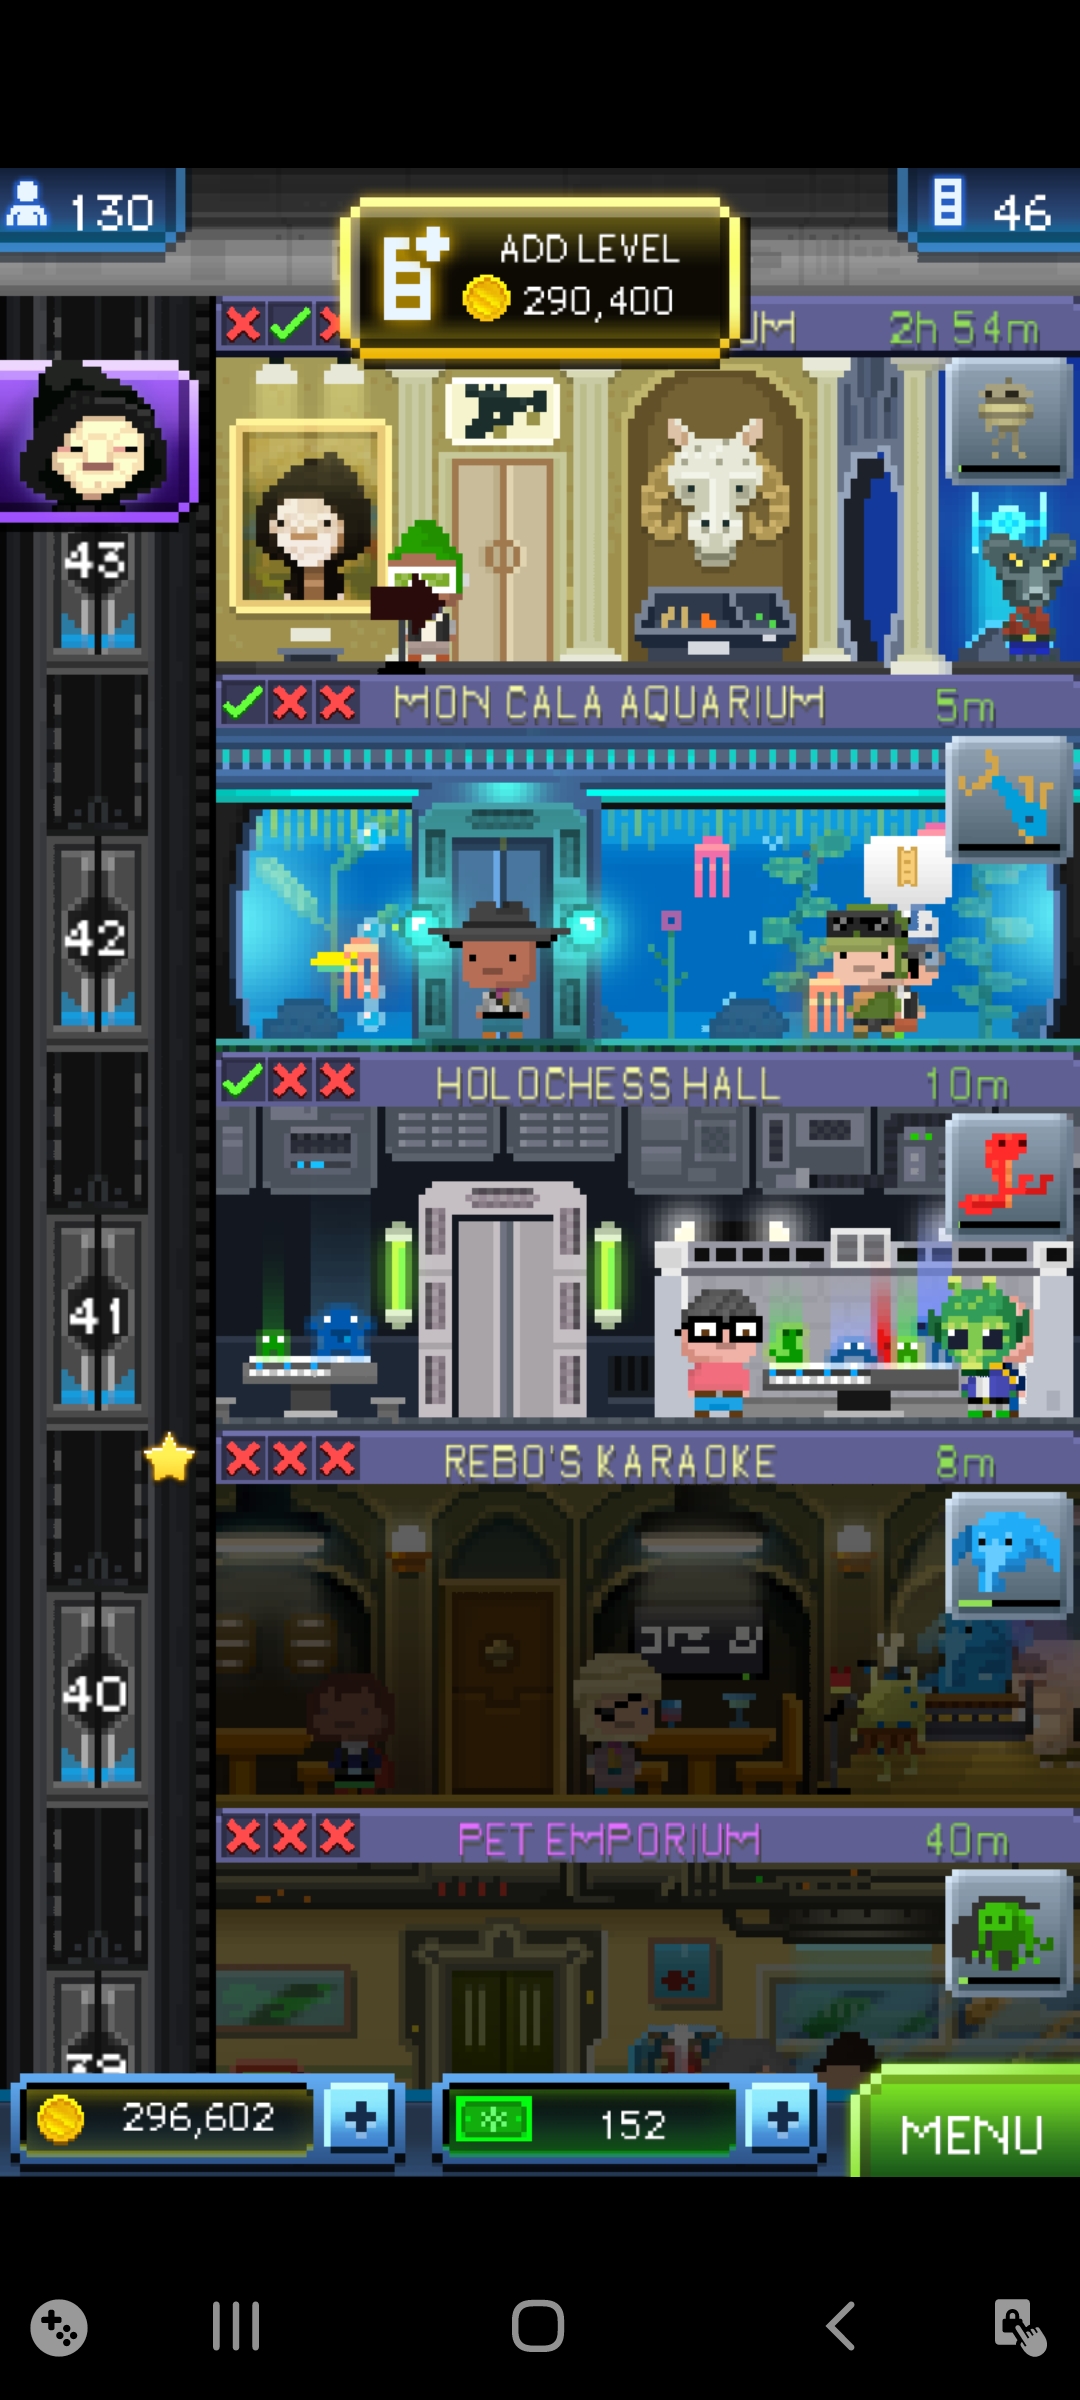 130
46
ADD LEVEL
290,400
UM 2h 54m
43
MON CALA AQUARIUM 5m
42
HOLOCHESS HALL 10m
41
REBO'S KARAOKE 8m
40
PET EMPORIUM 40m
39
296,602
152
MENU